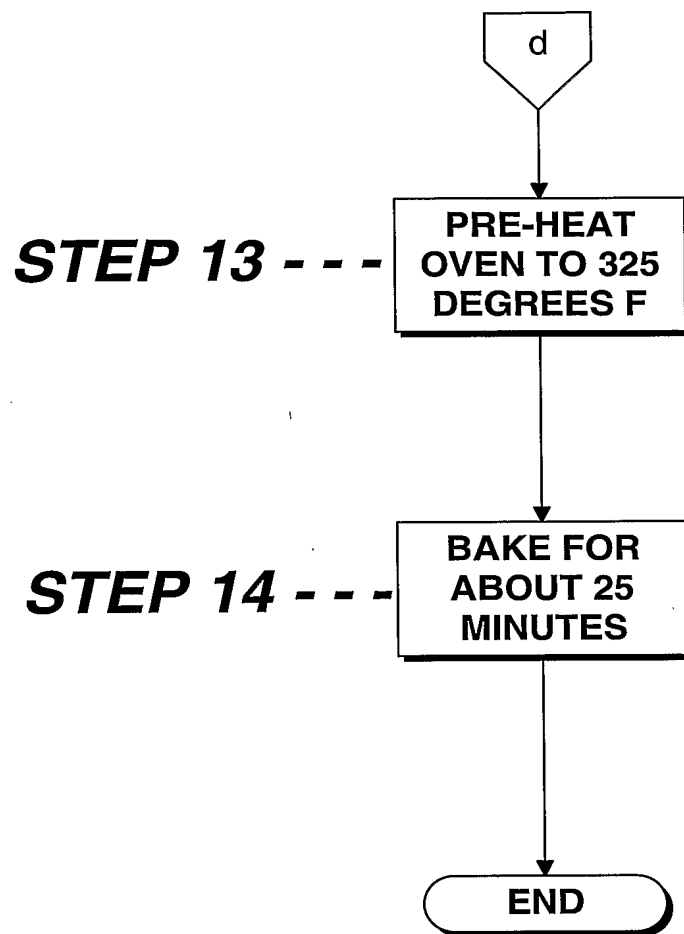 d
PRE-HEAT
STEP 13 - - - OVEN TO 325
DEGREES F
BAKE FOR
STEP 14 - - - ABOUT 25
MINUTES
END